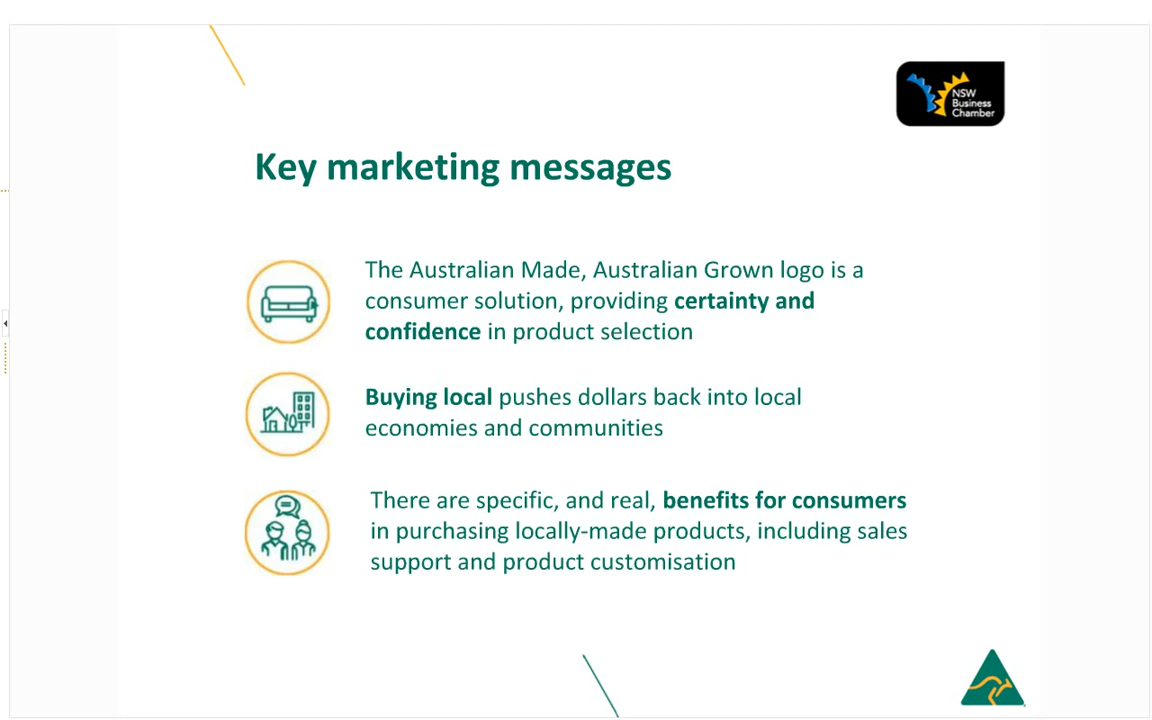 NSW
Business
Chamber
Key marketing messages
The Australian Made, Australian Grown logo is a
consumer solution, providing certainty and
confidence in product selection
Buying local pushes dollars back into local
economies and communities
There are specific, and real, benefits for consumers
in purchasing locally-made products, including sales
support and product customisation